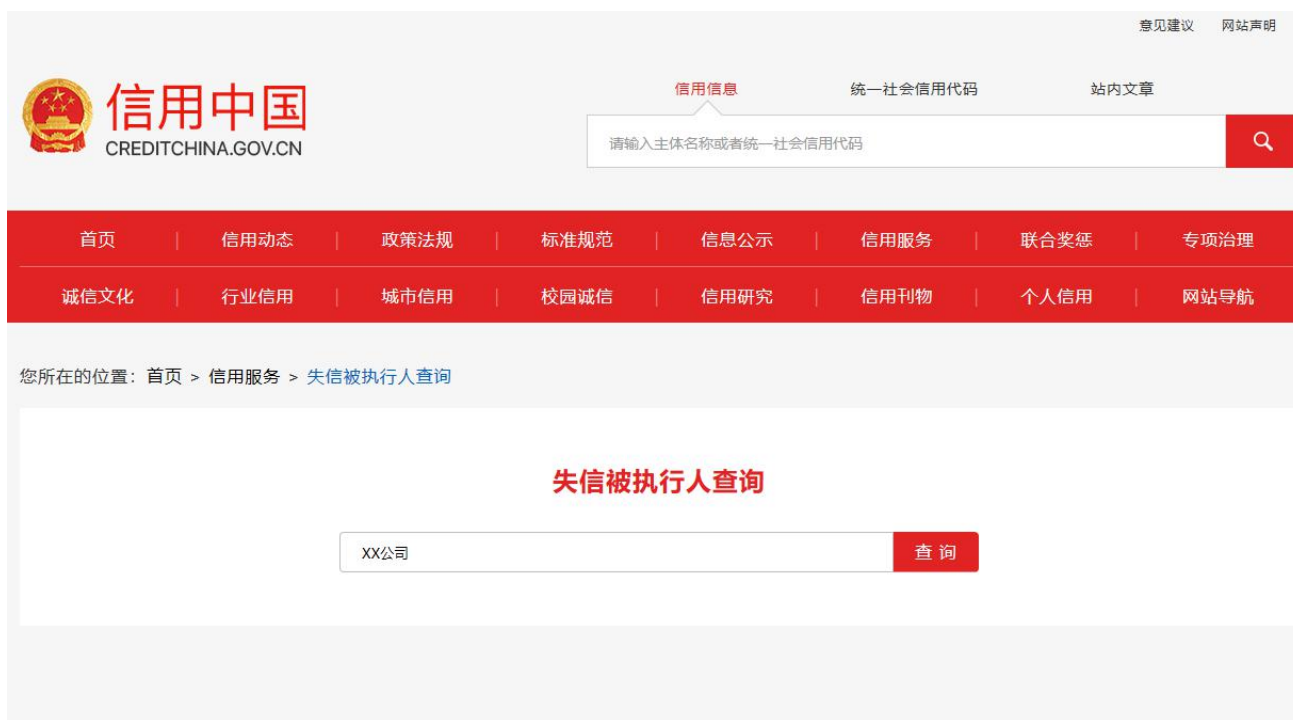 意见建议 网站声明
信用中国
CREDITCHINA.GOV.CN
信用信息 统一社会信用代码 站内文章
请输入主体名称或者统一社会信用代码
首页 | 信用动态 | 政策法规 | 标准规范 | 信息公示 | 信用服务 | 联合奖惩 | 专项治理
诚信文化 | 行业信用 | 城市信用 | 校园诚信 | 信用研究 | 信用刊物 | 个人信用 | 网站导航
您所在的位置：首页 > 信用服务 > 失信被执行人查询
失信被执行人查询
XX公司 查询